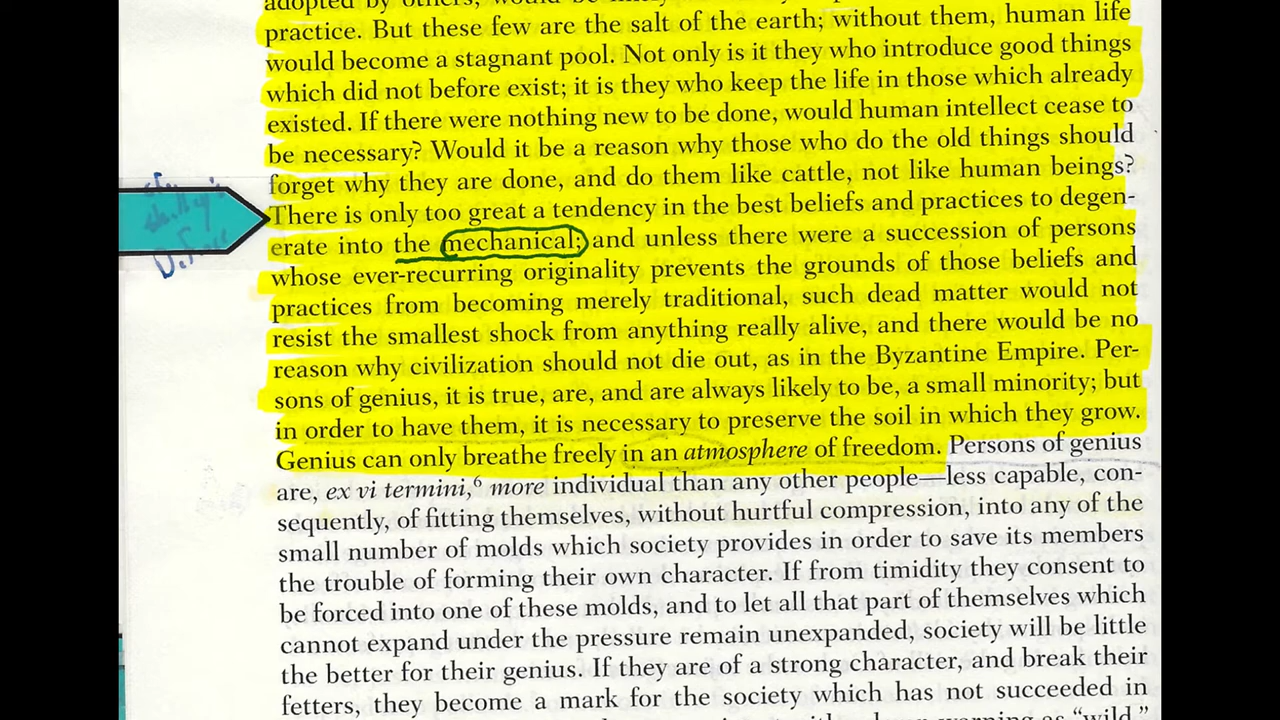 adopted by others, would be
practice. But these few are the salt of the earth; without them, human life
would become a stagnant pool. Not only is it they who introduce good things
which did not before exist; it is they who keep the life in those which already
existed. If there were nothing new to be done, would human intellect cease to
be necessary? Would it be a reason why those who do the old things should
forget why they are done, and do them like cattle, not like human beings?
There is only too great a tendency in the best beliefs and practices to degen-
erate into the mechanical; and unless there were a succession of persons
whose ever-recurring originality prevents the grounds of those beliefs and
practices from becoming merely traditional, such dead matter would not
resist the smallest shock from anything really alive, and there would be no
reason why civilization should not die out, as in the Byzantine Empire. Per-
sons of genius, it is true, are, and are always likely to be, a small minority; but
in order to have them, it is necessary to preserve the soil in which they grow.
Genius can only breathe freely in an atmosphere of freedom. Persons of genius
are, ex vi termini,⁶ more individual than any other people—less capable, con-
sequently, of fitting themselves, without hurtful compression, into any of the
small number of molds which society provides in order to save its members
the trouble of forming their own character. If from timidity they consent to
be forced into one of these molds, and to let all that part of themselves which
cannot expand under the pressure remain unexpanded, society will be little
the better for their genius. If they are of a strong character, and break their
fetters, they become a mark for the society which has not succeeded in
warning as “wild,”